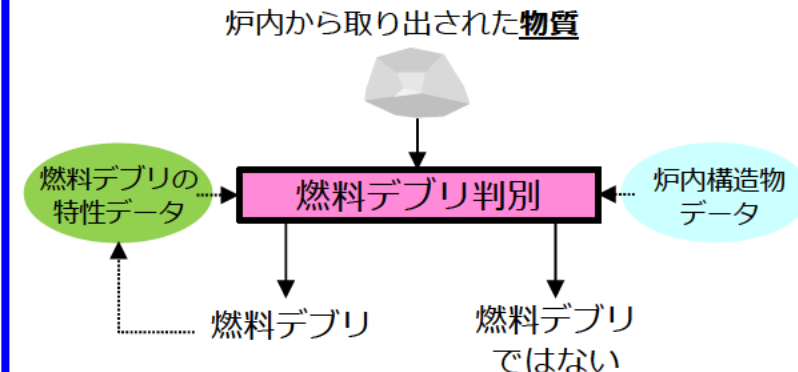 炉内から取り出された物質
燃料デブリの
特性データ
燃料デブリ判別
炉内構造物
データ
燃料デブリ
燃料デブリ
ではない